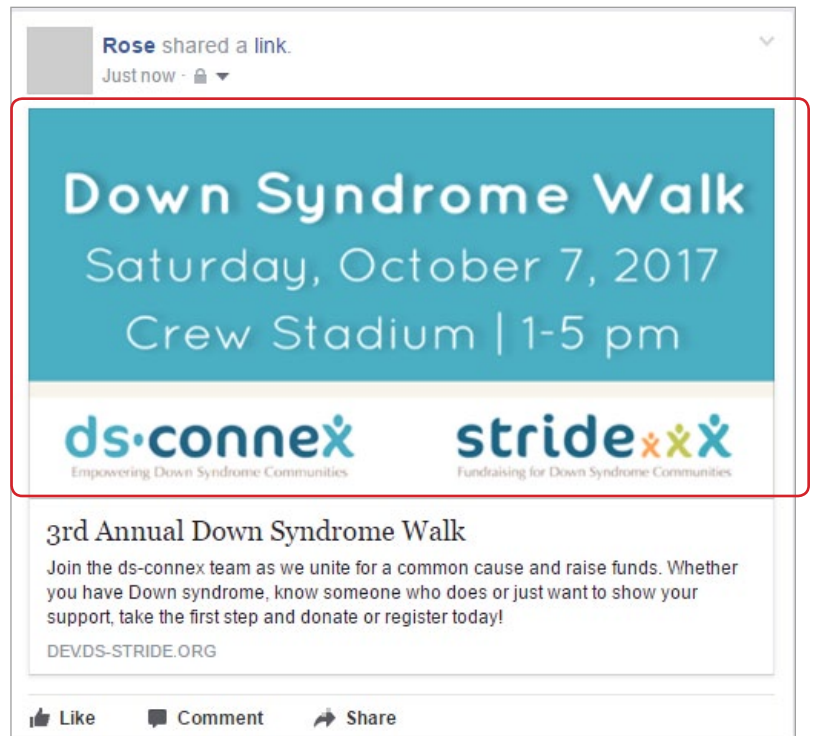 Rose shared a link.
Just now ·
Down Syndrome Walk
Saturday, October 7, 2017
Crew Stadium | 1-5 pm
ds·connex
Empowering Down Syndrome Communities
stride
Fundraising for Down Syndrome Communities
3rd Annual Down Syndrome Walk
Join the ds-connex team as we unite for a common cause and raise funds. Whether
you have Down syndrome, know someone who does or just want to show your
support, take the first step and donate or register today!
DEV.DS-STRIDE.ORG
Like Comment Share